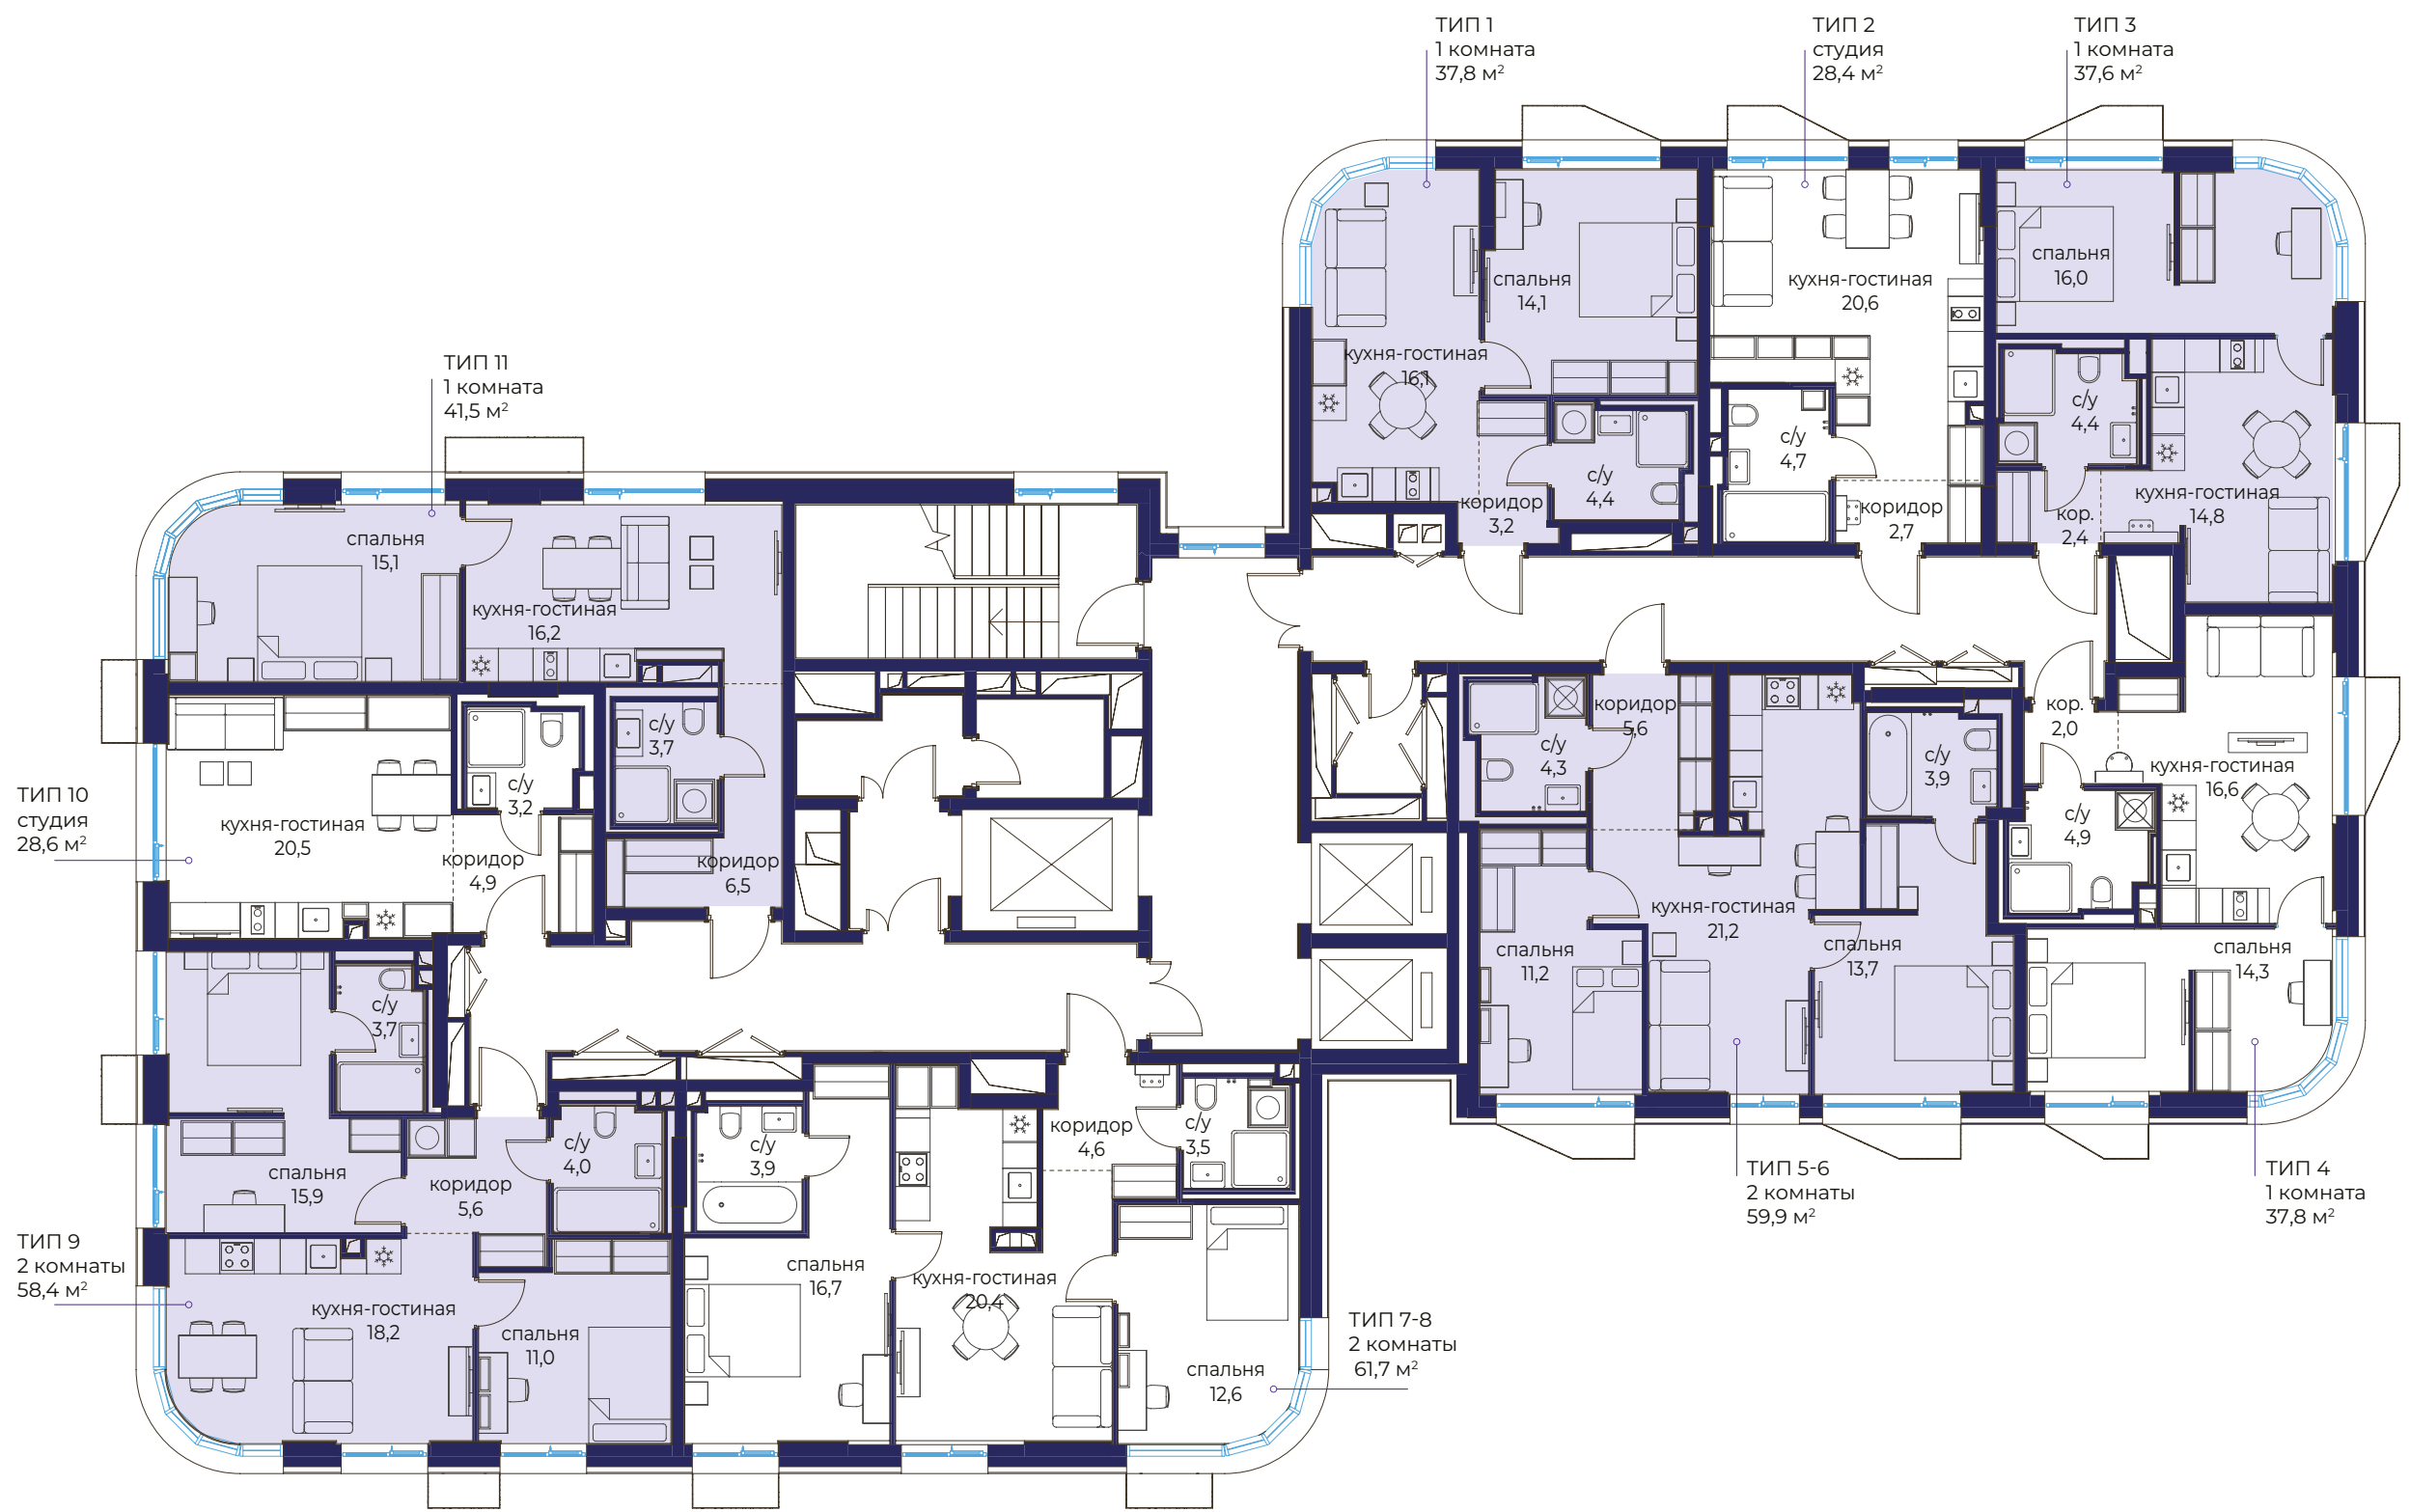 ТИП 1
1 комната
37,8 м²
ТИП 2
студия
28,4 м²
ТИП 3
1 комната
37,6 м²
спальня
14,1
кухня-гостиная
16,1
с/у
4,4
коридор
3,2
кухня-гостиная
20,6
с/у
4,7
коридор
2,7
спальня
16,0
с/у
4,4
кухня-гостиная
14,8
кор.
2,4
ТИП 11
1 комната
41,5 м²
спальня
15,1
кухня-гостиная
16,2
с/у
3,7
коридор
6,5
ТИП 10
студия
28,6 м²
кухня-гостиная
20,5
с/у
3,2
коридор
4,9
коридор
5,6
с/у
4,3
спальня
11,2
кухня-гостиная
21,2
с/у
3,9
спальня
13,7
кор.
2,0
кухня-гостиная
16,6
с/у
4,9
спальня
14,3
с/у
3,7
спальня
15,9
коридор
5,6
с/у
4,0
ТИП 9
2 комнаты
58,4 м²
кухня-гостиная
18,2
спальня
11,0
с/у
3,9
спальня
16,7
коридор
4,6
с/у
3,5
кухня-гостиная
20,4
спальня
12,6
ТИП 7-8
2 комнаты
61,7 м²
ТИП 5-6
2 комнаты
59,9 м²
ТИП 4
1 комната
37,8 м²